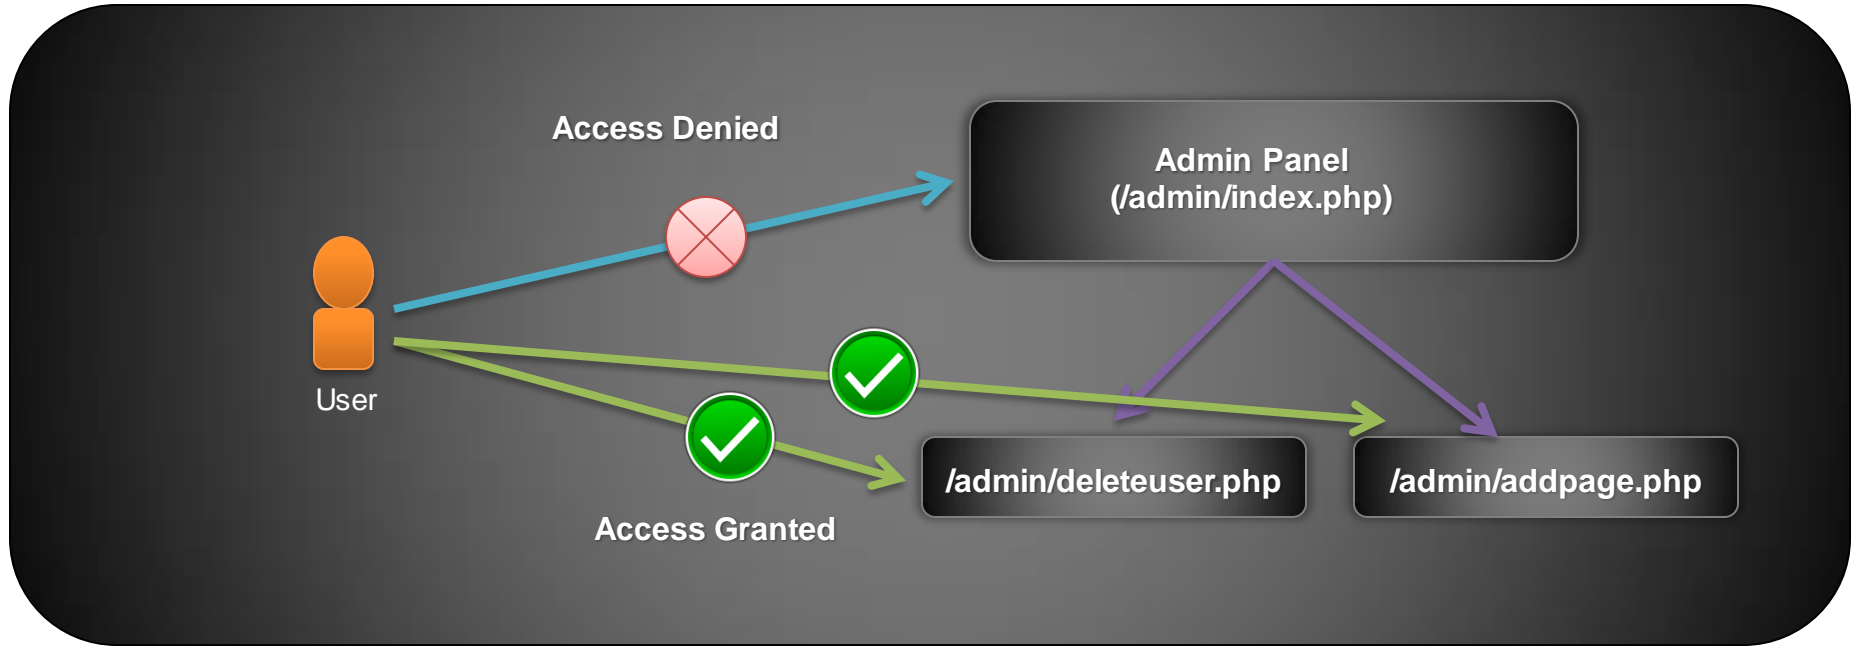 Access Denied
Admin Panel
(/admin/index.php)
User
/admin/deleteuser.php
/admin/addpage.php
Access Granted